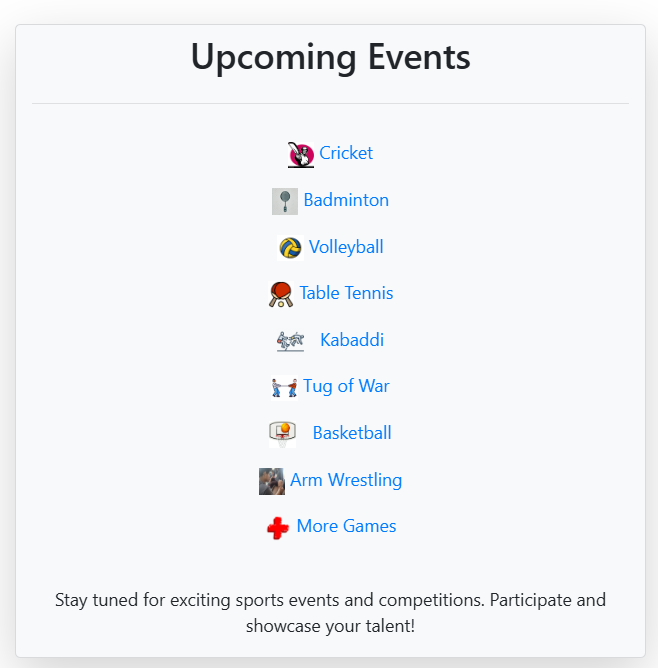 Upcoming Events
Cricket
Badminton
Volleyball
Table Tennis
Kabaddi
Tug of War
Basketball
Arm Wrestling
More Games
Stay tuned for exciting sports events and competitions. Participate and
showcase your talent!